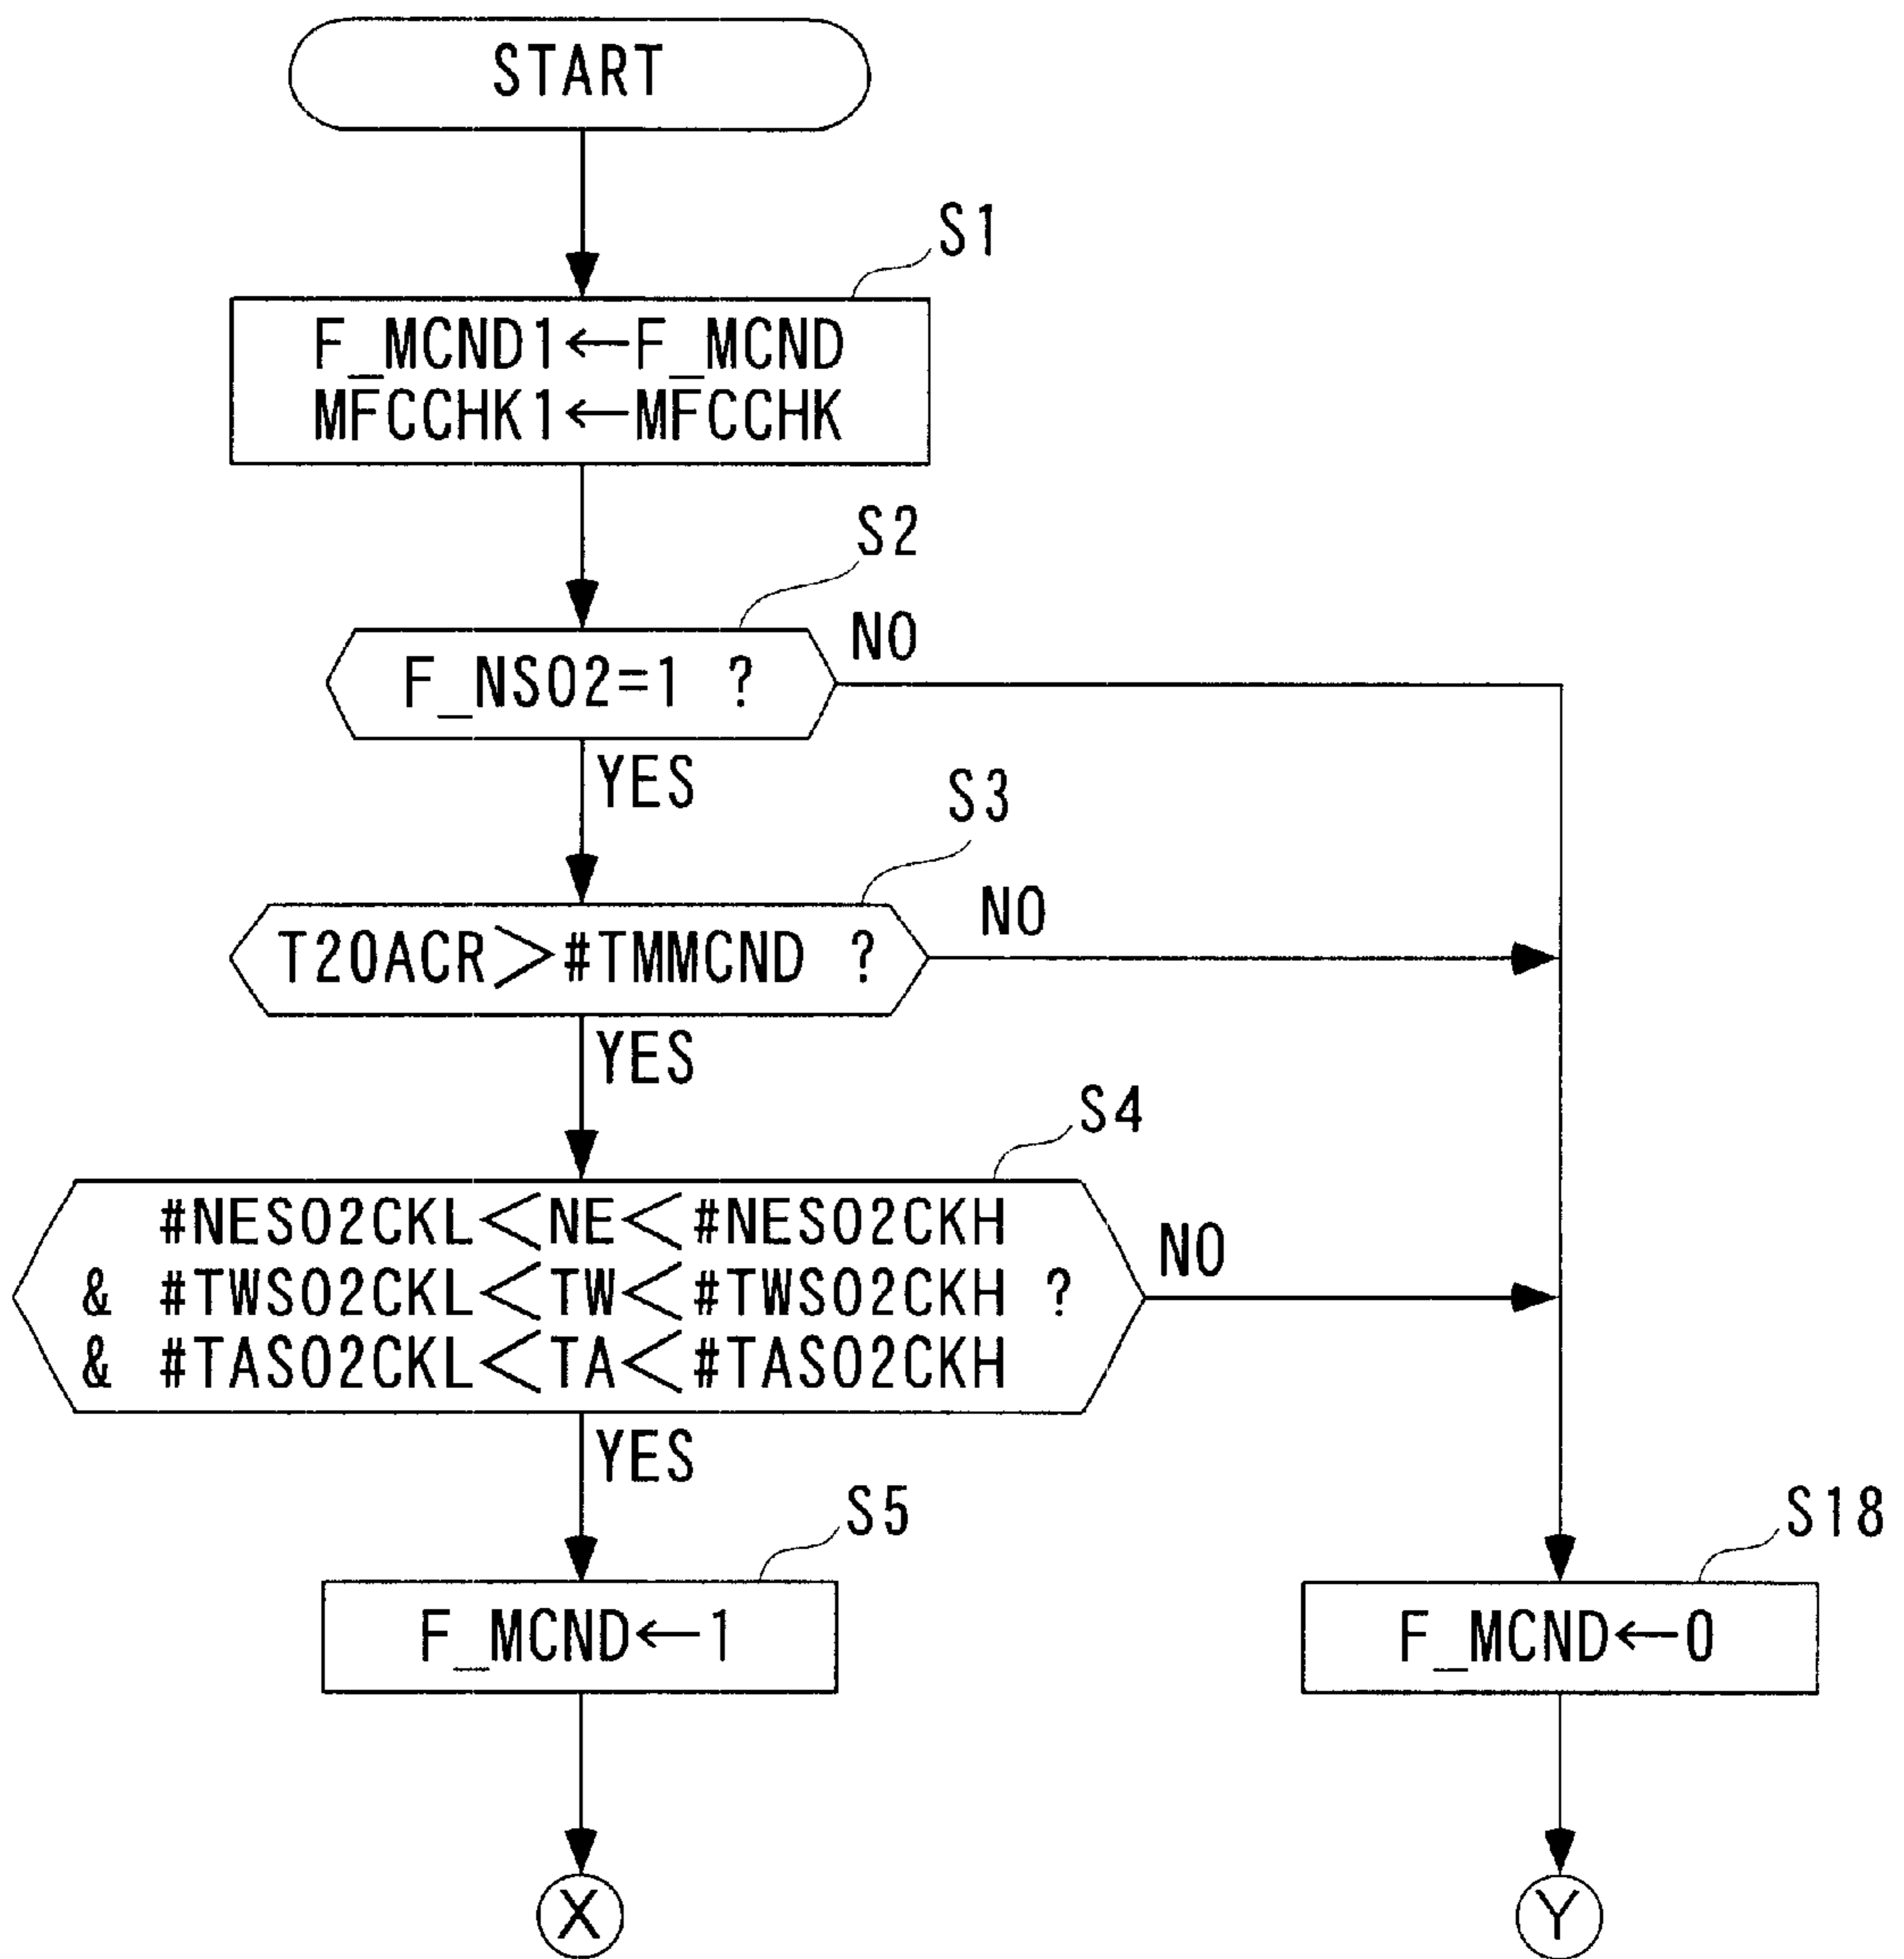 START
S1
F_MCND1←F_MCND
MFCCHK1←MFCCHK
S2
F_NSO2=1 ?
NO
YES
S3
T20ACR>#TMMCND ?
NO
YES
S4
#NESO2CKL<NE<#NESO2CKH
& #TWSO2CKL<TW<#TWSO2CKH ?
& #TASO2CKL<TA<#TASO2CKH
NO
YES
S5
F_MCND←1
S18
F_MCND←0
X
Y